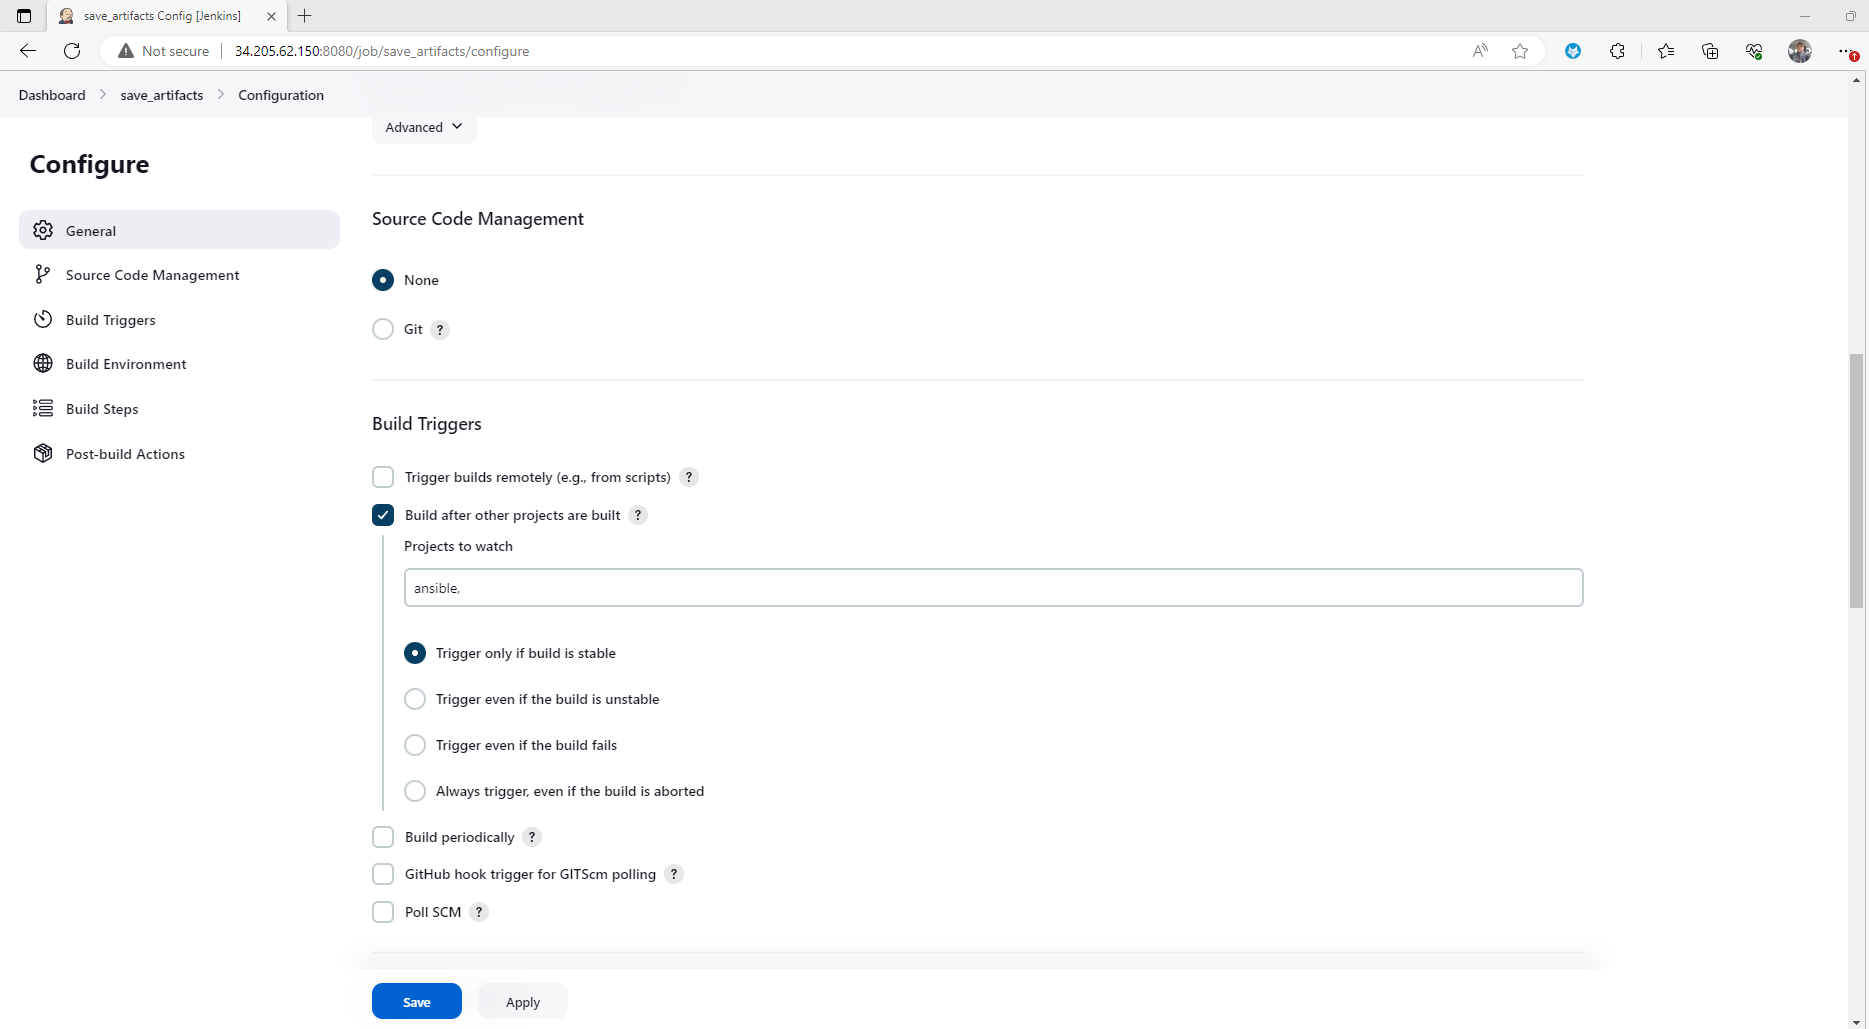 save_artifacts Config [Jenkins]
Not secure
34.205.62.150:8080/job/save_artifacts/configure
Dashboard
save_artifacts
Configuration
Advanced
Configure
General
Source Code Management
Build Triggers
Build Environment
Build Steps
Post-build Actions
Source Code Management
None
Git ?
Build Triggers
Trigger builds remotely (e.g., from scripts) ?
Build after other projects are built ?
Projects to watch
ansible,
Trigger only if build is stable
Trigger even if the build is unstable
Trigger even if the build fails
Always trigger, even if the build is aborted
Build periodically ?
GitHub hook trigger for GITScm polling ?
Poll SCM ?
Save
Apply